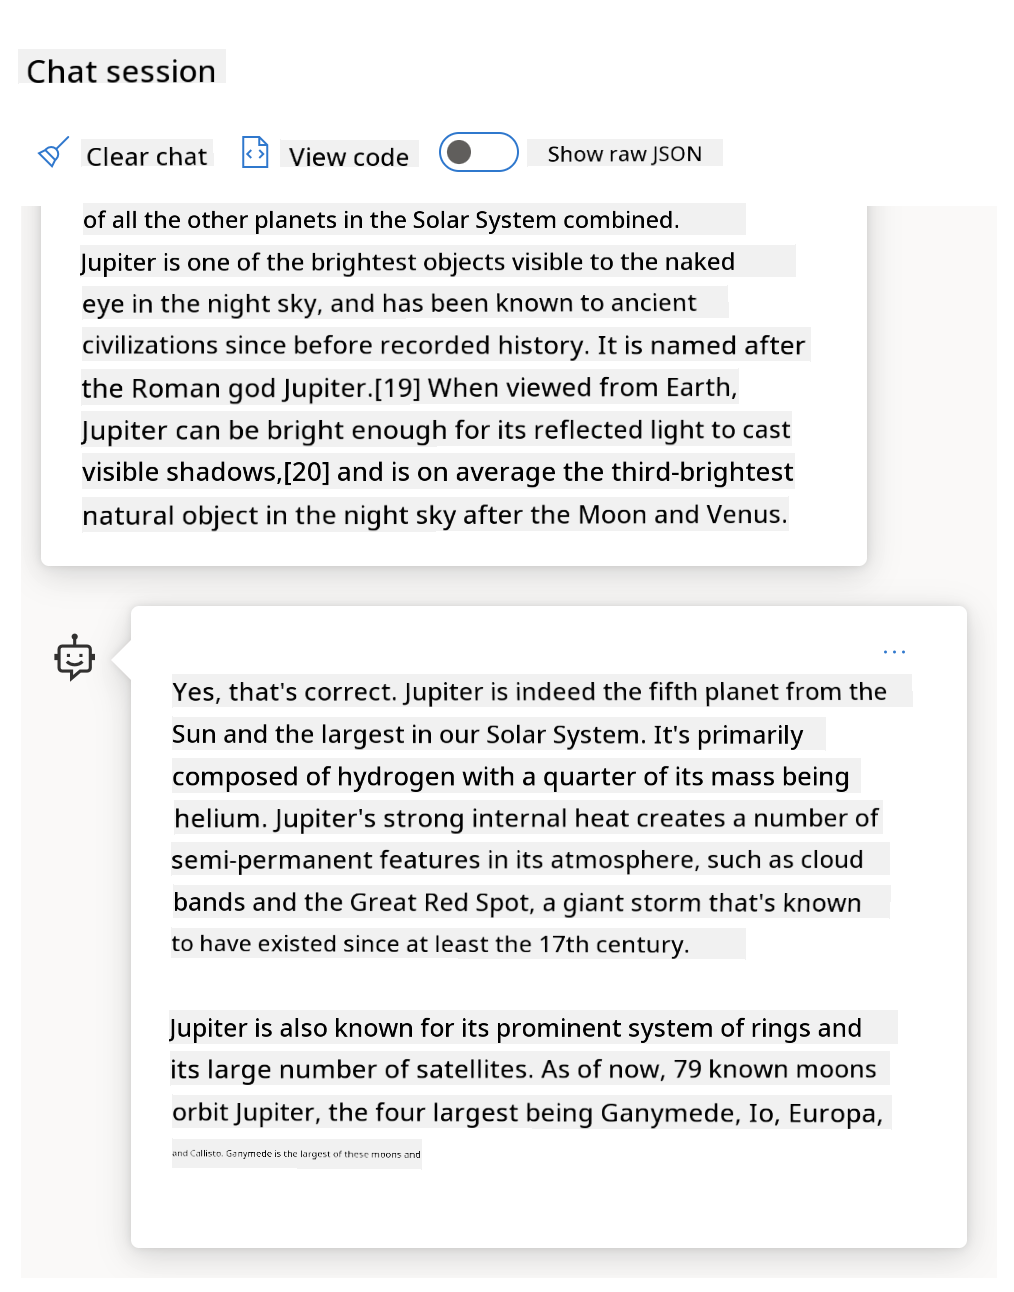 Chat session
Clear chat
View code
Show raw JSON
of all the other planets in the Solar System combined.
Jupiter is one of the brightest objects visible to the naked
eye in the night sky, and has been known to ancient
civilizations since before recorded history. It is named after
the Roman god Jupiter.[19] When viewed from Earth,
Jupiter can be bright enough for its reflected light to cast
visible shadows,[20] and is on average the third-brightest
natural object in the night sky after the Moon and Venus.
Yes, that's correct. Jupiter is indeed the fifth planet from the
Sun and the largest in our Solar System. It's primarily
composed of hydrogen with a quarter of its mass being
helium. Jupiter's strong internal heat creates a number of
semi-permanent features in its atmosphere, such as cloud
bands and the Great Red Spot, a giant storm that's known
to have existed since at least the 17th century.
Jupiter is also known for its prominent system of rings and
its large number of satellites. As of now, 79 known moons
orbit Jupiter, the four largest being Ganymede, Io, Europa,
and Callisto. Ganymede is the largest of these moons and